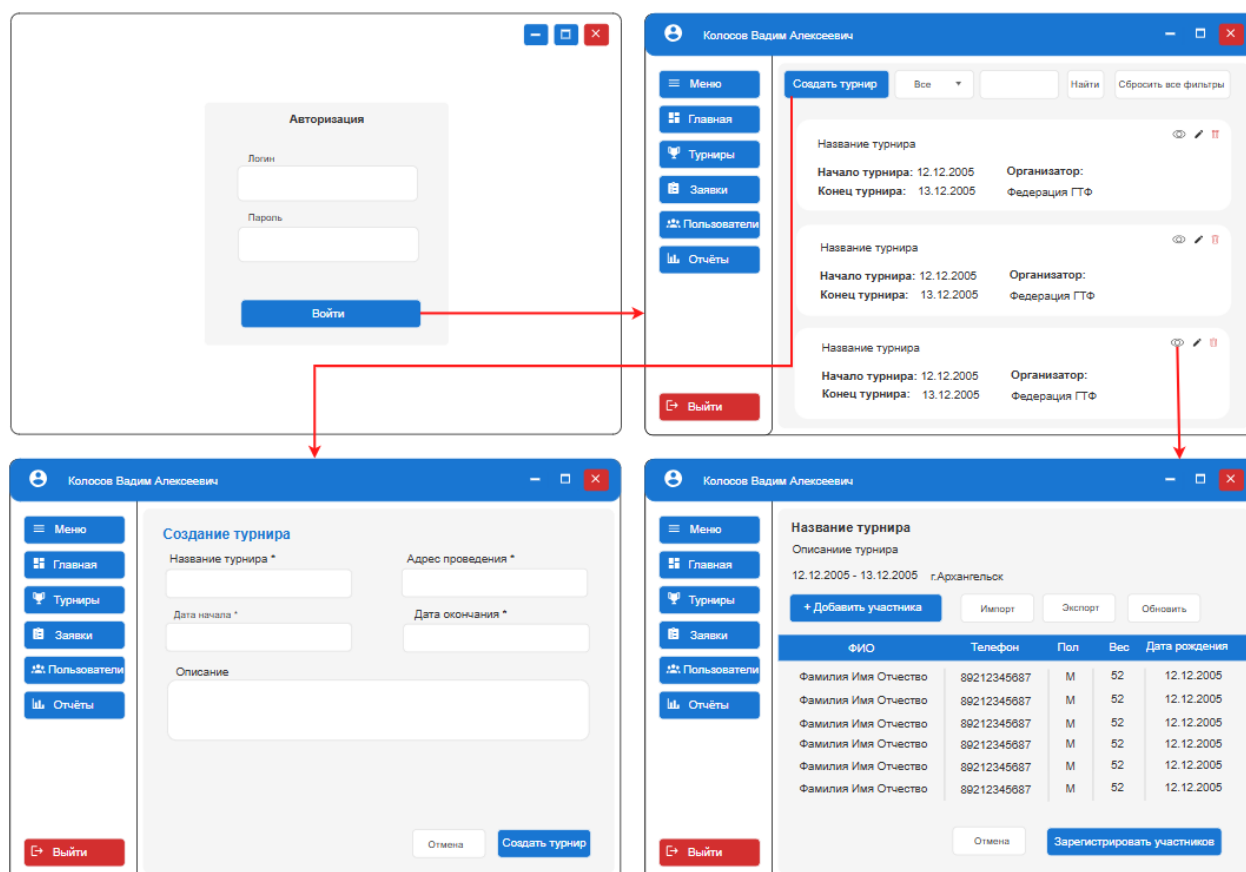 Авторизация
Логин
Пароль
Войти
Колосов Вадим Алексеевич
Меню
Главная
Турниры
Заявки
Пользователи
Отчёты
Выйти
Создать турнир Все Найти Сбросить все фильтры
Название турнира
Начало турнира: 12.12.2005 Организатор:
Конец турнира: 13.12.2005 Федерация ГТФ
Название турнира
Начало турнира: 12.12.2005 Организатор:
Конец турнира: 13.12.2005 Федерация ГТФ
Название турнира
Начало турнира: 12.12.2005 Организатор:
Конец турнира: 13.12.2005 Федерация ГТФ
Колосов Вадим Алексеевич
Меню
Главная
Турниры
Заявки
Пользователи
Отчёты
Выйти
Создание турнира
Название турнира * Адрес проведения *
Дата начала * Дата окончания *
Описание
Отмена Создать турнир
Колосов Вадим Алексеевич
Меню
Главная
Турниры
Заявки
Пользователи
Отчёты
Выйти
Название турнира
Описаниие турнира
12.12.2005 - 13.12.2005 г.Архангельск
+ Добавить участника Импорт Экспорт Обновить
ФИО Телефон Пол Вес Дата рождения
Фамилия Имя Отчество 89212345687 М 52 12.12.2005
Фамилия Имя Отчество 89212345687 М 52 12.12.2005
Фамилия Имя Отчество 89212345687 М 52 12.12.2005
Фамилия Имя Отчество 89212345687 М 52 12.12.2005
Фамилия Имя Отчество 89212345687 М 52 12.12.2005
Фамилия Имя Отчество 89212345687 М 52 12.12.2005
Отмена Зарегистрировать участников